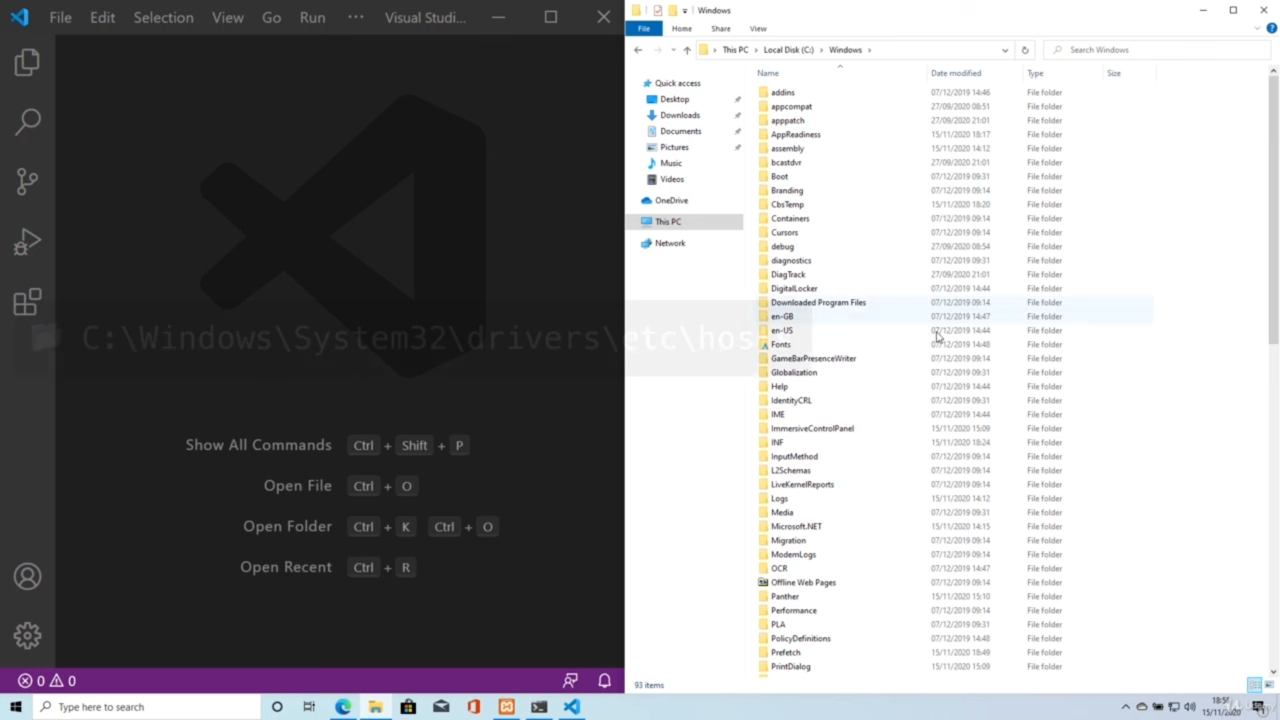 File Edit Selection ···
Windows
File Home Share View
This PC > Local Disk (C:) > Windows >
Search Windows
Name Date modified Type Size
Quick access
Desktop
Downloads
Documents
Pictures
Music
Videos
OneDrive
This PC
Network
addins 07/12/2019 14:46 File folder
appcompat 27/09/2020 08:51 File folder
apppatch 27/09/2020 21:01 File folder
AppReadiness 15/11/2020 18:17 File folder
assembly 15/11/2020 14:12 File folder
bcastdvr 27/09/2020 21:01 File folder
Boot 07/12/2019 09:31 File folder
Branding 07/12/2019 09:14 File folder
CbsTemp 15/11/2020 18:20 File folder
Containers 07/12/2019 09:14 File folder
Cursors 07/12/2019 09:14 File folder
debug 27/09/2020 08:54 File folder
diagnostics 07/12/2019 09:31 File folder
DiagTrack 27/09/2020 21:01 File folder
DigitalLocker 07/12/2019 14:44 File folder
Downloaded Program Files 07/12/2019 09:14 File folder
en-GB 07/12/2019 14:47 File folder
en-US 07/12/2019 14:44 File folder
Fonts 07/12/2019 14:48 File folder
GameBarPresenceWriter 07/12/2019 09:14 File folder
Globalization 07/12/2019 09:31 File folder
Help 07/12/2019 14:44 File folder
IdentityCRL 07/12/2019 09:31 File folder
IME 07/12/2019 14:44 File folder
ImmersiveControlPanel 15/11/2020 15:09 File folder
INF 15/11/2020 18:24 File folder
InputMethod 07/12/2019 09:14 File folder
L2Schemas 07/12/2019 09:14 File folder
LiveKernelReports 07/12/2019 09:14 File folder
Logs 15/11/2020 14:12 File folder
Media 07/12/2019 09:31 File folder
Microsoft.NET 15/11/2020 14:15 File folder
Migration 07/12/2019 09:14 File folder
ModemLogs 07/12/2019 09:14 File folder
OCR 07/12/2019 14:47 File folder
Offline Web Pages 07/12/2019 09:14 File folder
Panther 15/11/2020 15:10 File folder
Performance 07/12/2019 09:14 File folder
PLA 07/12/2019 09:31 File folder
PolicyDefinitions 07/12/2019 14:48 File folder
Prefetch 15/11/2020 18:49 File folder
PrintDialog 15/11/2020 15:09 File folder
:\Windows\System32\drivers\etc\hos
Show All Commands Ctrl + Shift + P
Open File Ctrl + O
Open Folder Ctrl + K Ctrl + O
Open Recent Ctrl + R
0 0
93 items
Type here to search
15/11/2020